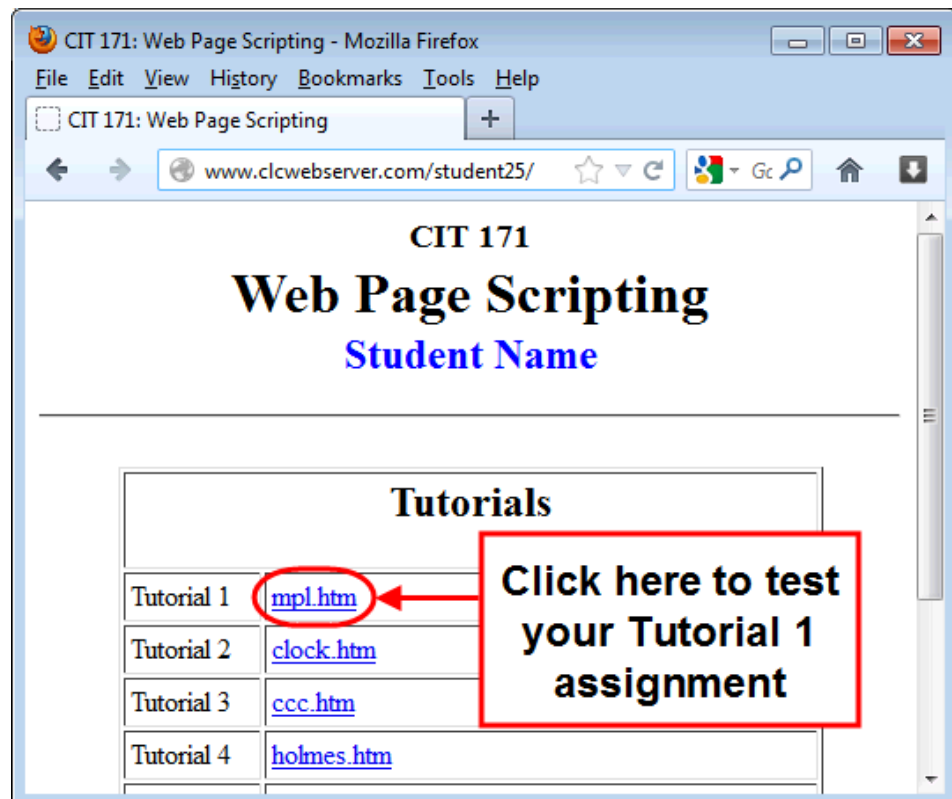 CIT 171: Web Page Scripting - Mozilla Firefox
File Edit View History Bookmarks Tools Help
CIT 171: Web Page Scripting +
www.clcwebserver.com/student25/ Gc
CIT 171
Web Page Scripting
Student Name
Tutorials
Tutorial 1 mpl.htm
Click here to test
your Tutorial 1
assignment
Tutorial 2 clock.htm
Tutorial 3 ccc.htm
Tutorial 4 holmes.htm